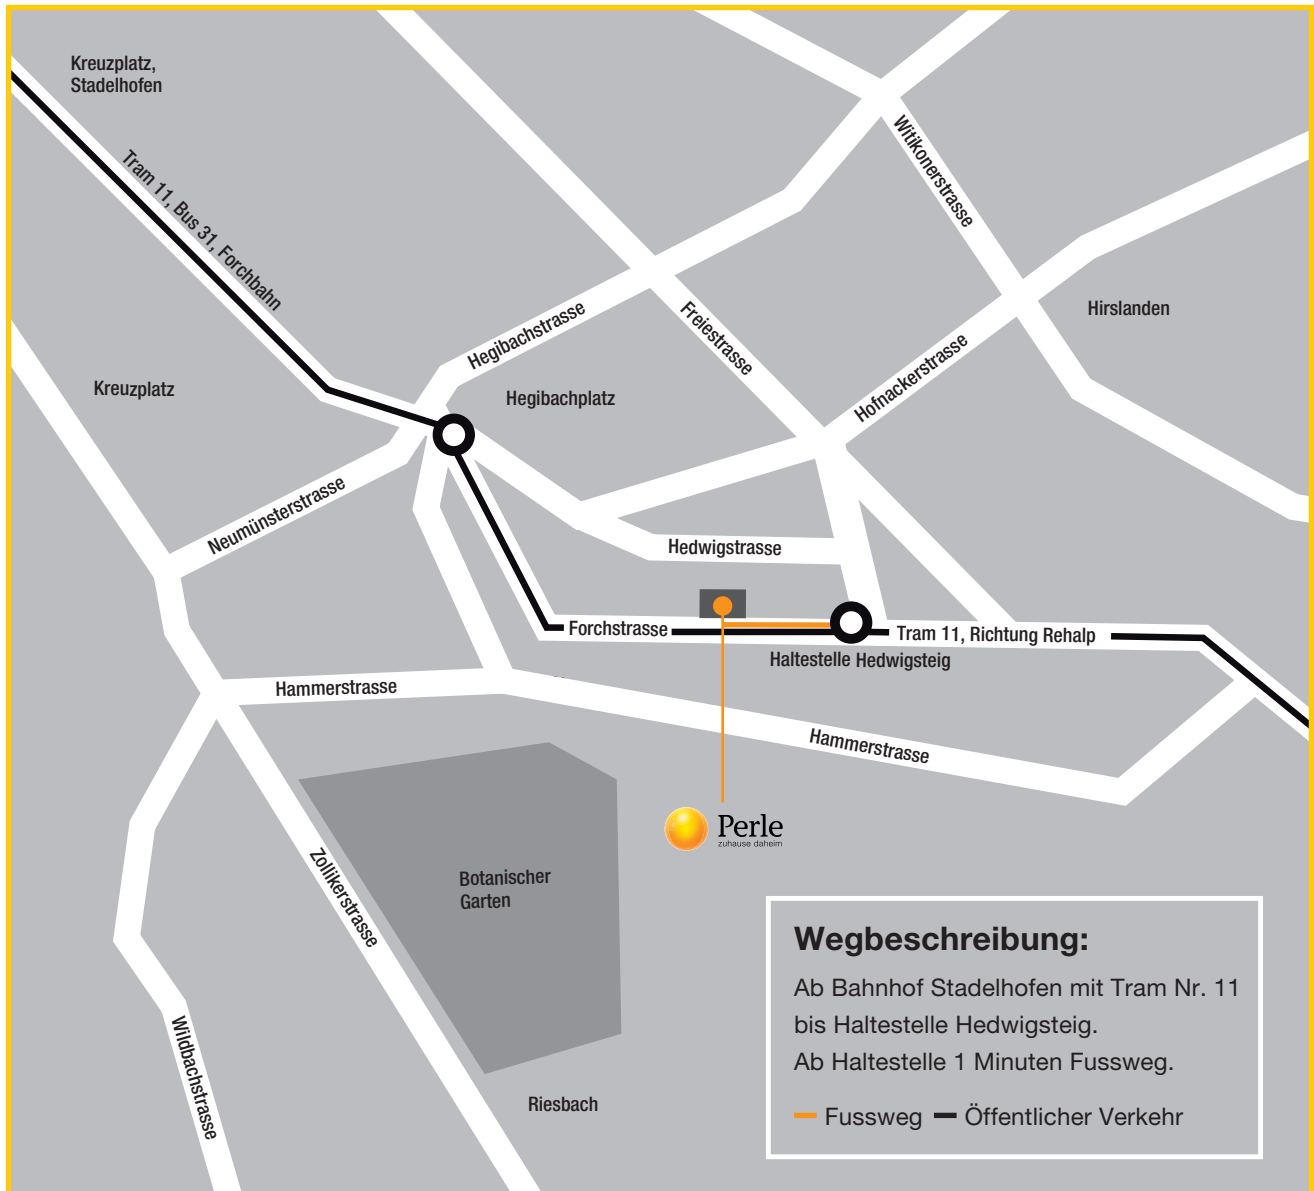 Kreuzplatz,
Stadelhofen
Tram 11, Bus 31, Forchbahn
Witikonerstrasse
Hegibachstrasse
Freiestrasse
Hirslanden
Kreuzplatz
Hegibachplatz
Hofnackerstrasse
Neumünsterstrasse
Hedwigstrasse
Forchstrasse
Tram 11, Richtung Rehalp
Haltestelle Hedwigsteig
Hammerstrasse
Hammerstrasse
Perle
zuhause daheim
Zollikerstrasse
Botanischer
Garten
Wildbachstrasse
Riesbach
Wegbeschreibung:
Ab Bahnhof Stadelhofen mit Tram Nr. 11
bis Haltestelle Hedwigsteig.
Ab Haltestelle 1 Minuten Fussweg.
Fussweg Öffentlicher Verkehr